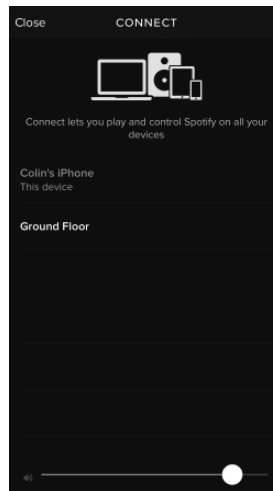 Close CONNECT
Connect lets you play and control Spotify on all your
devices
Colin's iPhone
This device
Ground Floor